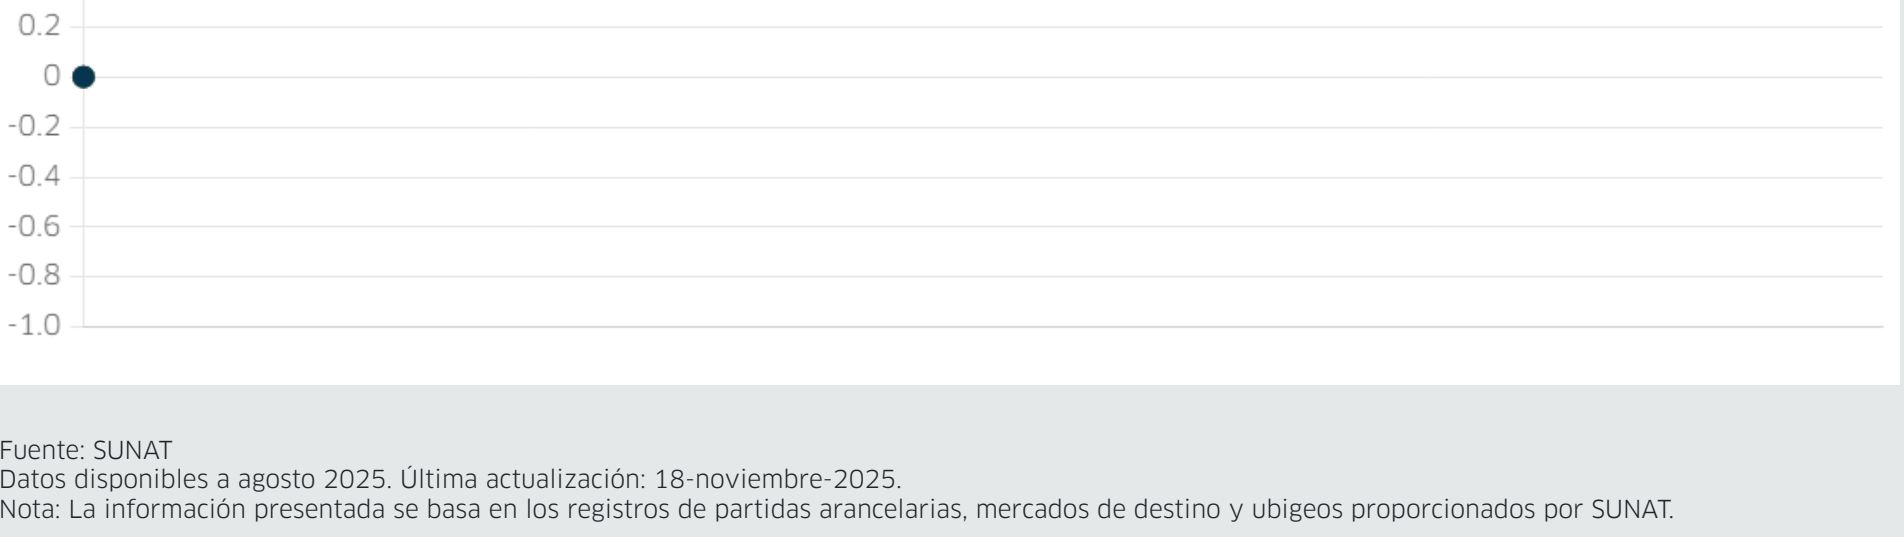 0.2
0
-0.2
-0.4
-0.6
-0.8
-1.0
Fuente: SUNAT
Datos disponibles a agosto 2025. Última actualización: 18-noviembre-2025.
Nota: La información presentada se basa en los registros de partidas arancelarias, mercados de destino y ubigeos proporcionados por SUNAT.